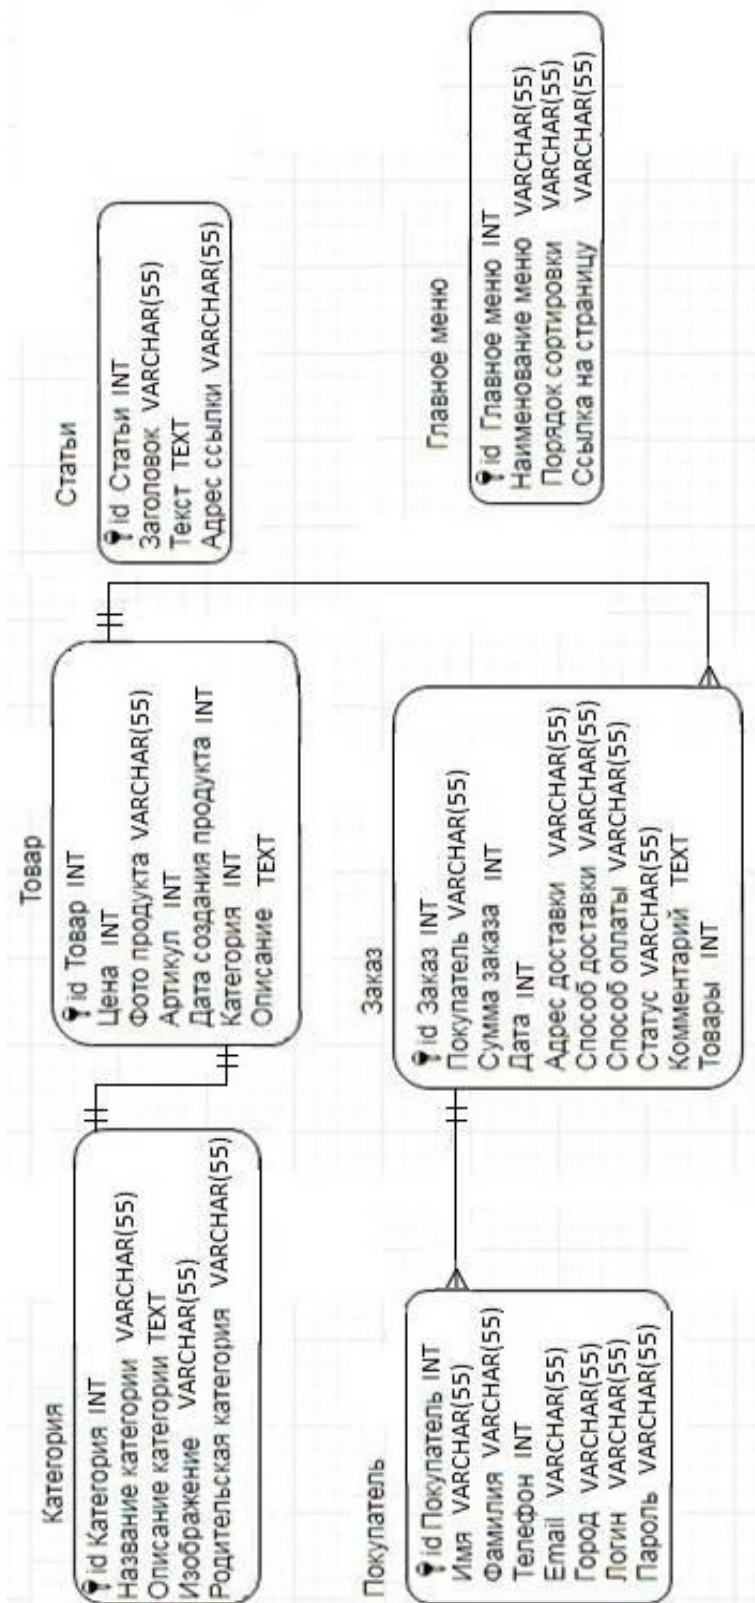 Категория
id Категория INT
Название категории VARCHAR(55)
Описание категории TEXT
Изображение VARCHAR(55)
Родительская категория VARCHAR(55)
Товар
id Товар INT
Цена INT
Фото продукта VARCHAR(55)
Артикул INT
Дата создания продукта INT
Категория INT
Описание TEXT
Статьи
id Статьи INT
Заголовок VARCHAR(55)
Текст TEXT
Адрес ссылки VARCHAR(55)
Покупатель
id Покупатель INT
Имя VARCHAR(55)
Фамилия VARCHAR(55)
Телефон INT
Email VARCHAR(55)
Город VARCHAR(55)
Логин VARCHAR(55)
Пароль VARCHAR(55)
Заказ
id Заказ INT
Покупатель VARCHAR(55)
Сумма заказа INT
Дата INT
Адрес доставки VARCHAR(55)
Способ доставки VARCHAR(55)
Способ оплаты VARCHAR(55)
Статус VARCHAR(55)
Комментарий TEXT
Товары INT
Главное меню
id Главное меню INT
Наименование меню VARCHAR(55)
Порядок сортировки VARCHAR(55)
Ссылка на страницу VARCHAR(55)